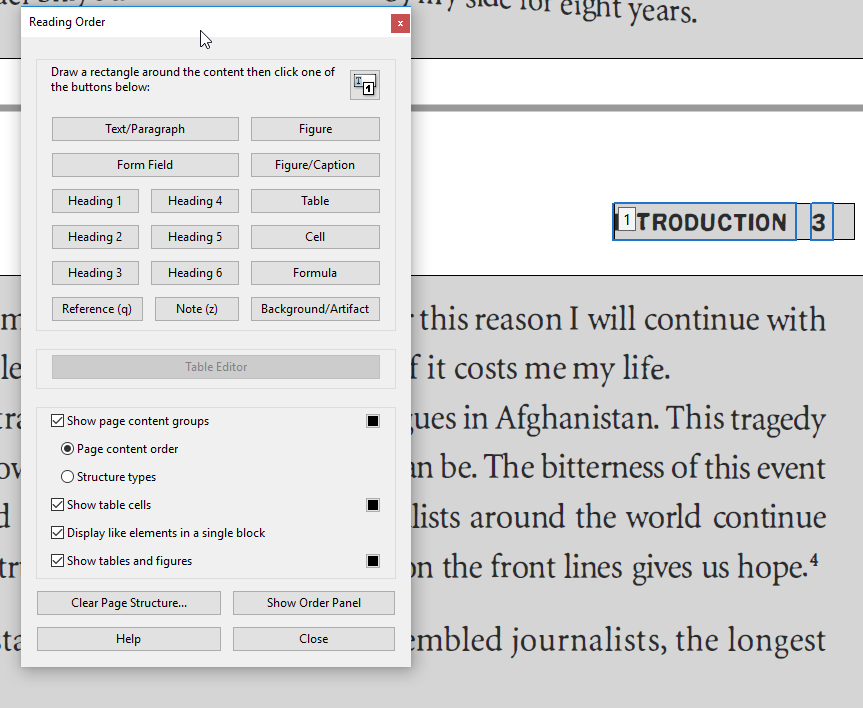 by my side for eight years.
Reading Order
x
Draw a rectangle around the content then click one of
the buttons below:
1
Text/Paragraph Figure
Form Field Figure/Caption
Heading 1 Heading 4 Table
Heading 2 Heading 5 Cell
Heading 3 Heading 6 Formula
Reference (q) Note (z) Background/Artifact
Table Editor
Show page content groups
Page content order
Structure types
Show table cells
Display like elements in a single block
Show tables and figures
Clear Page Structure... Show Order Panel
Help Close
1 TRODUCTION 3
this reason I will continue with
it costs me my life.
gues in Afghanistan. This tragedy
an be. The bitterness of this event
lists around the world continue
on the front lines gives us hope.⁴
embled journalists, the longest